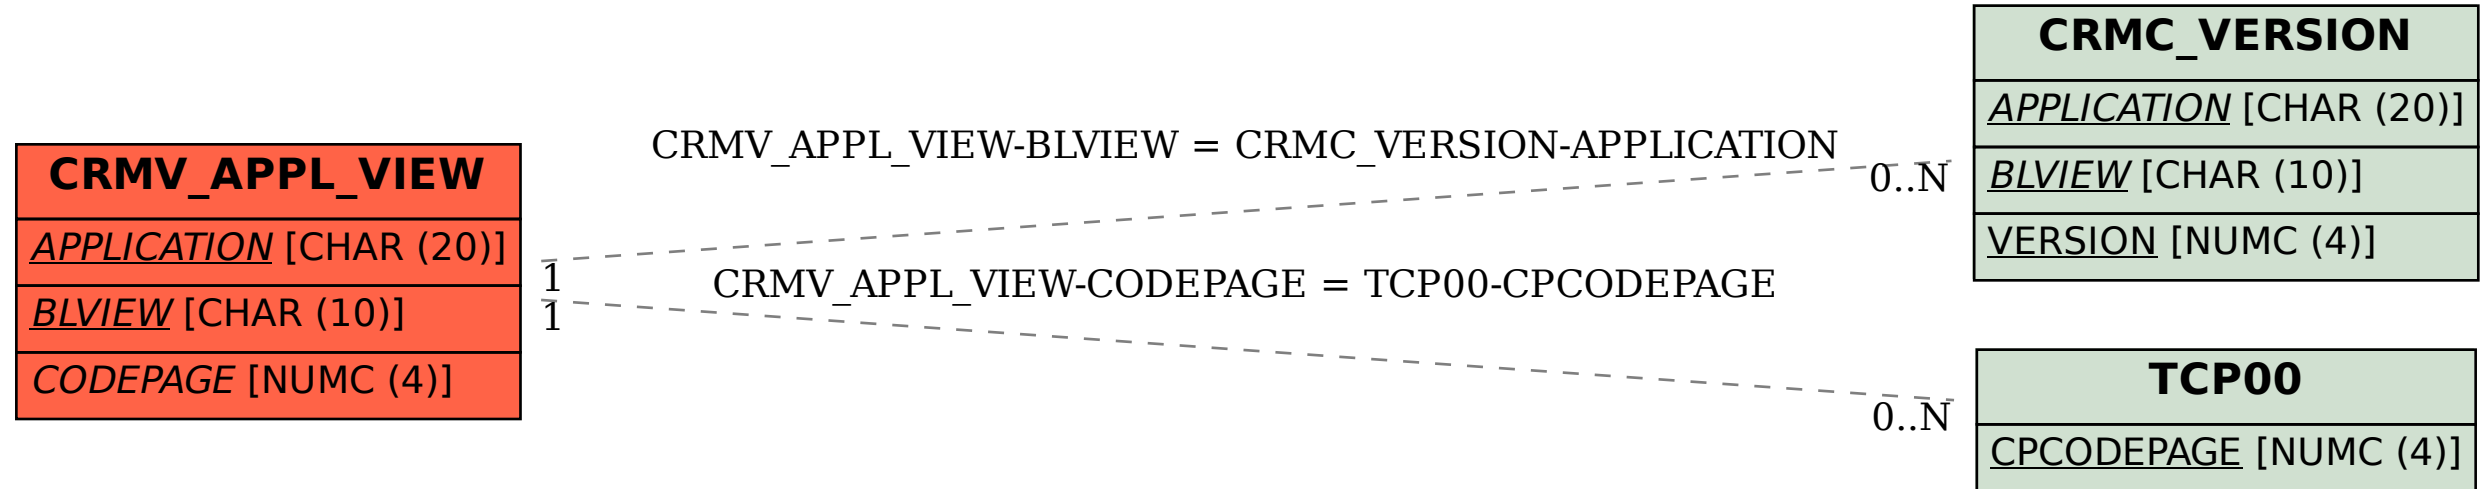 CRMV_APPL_VIEW
APPLICATION [CHAR (20)]
BLVIEW [CHAR (10)]
CODEPAGE [NUMC (4)]
CRMV_APPL_VIEW-BLVIEW = CRMC_VERSION-APPLICATION
0..N
1
CRMV_APPL_VIEW-CODEPAGE = TCP00-CPCODEPAGE
1
0..N
CRMC_VERSION
APPLICATION [CHAR (20)]
BLVIEW [CHAR (10)]
VERSION [NUMC (4)]
TCP00
CPCODEPAGE [NUMC (4)]